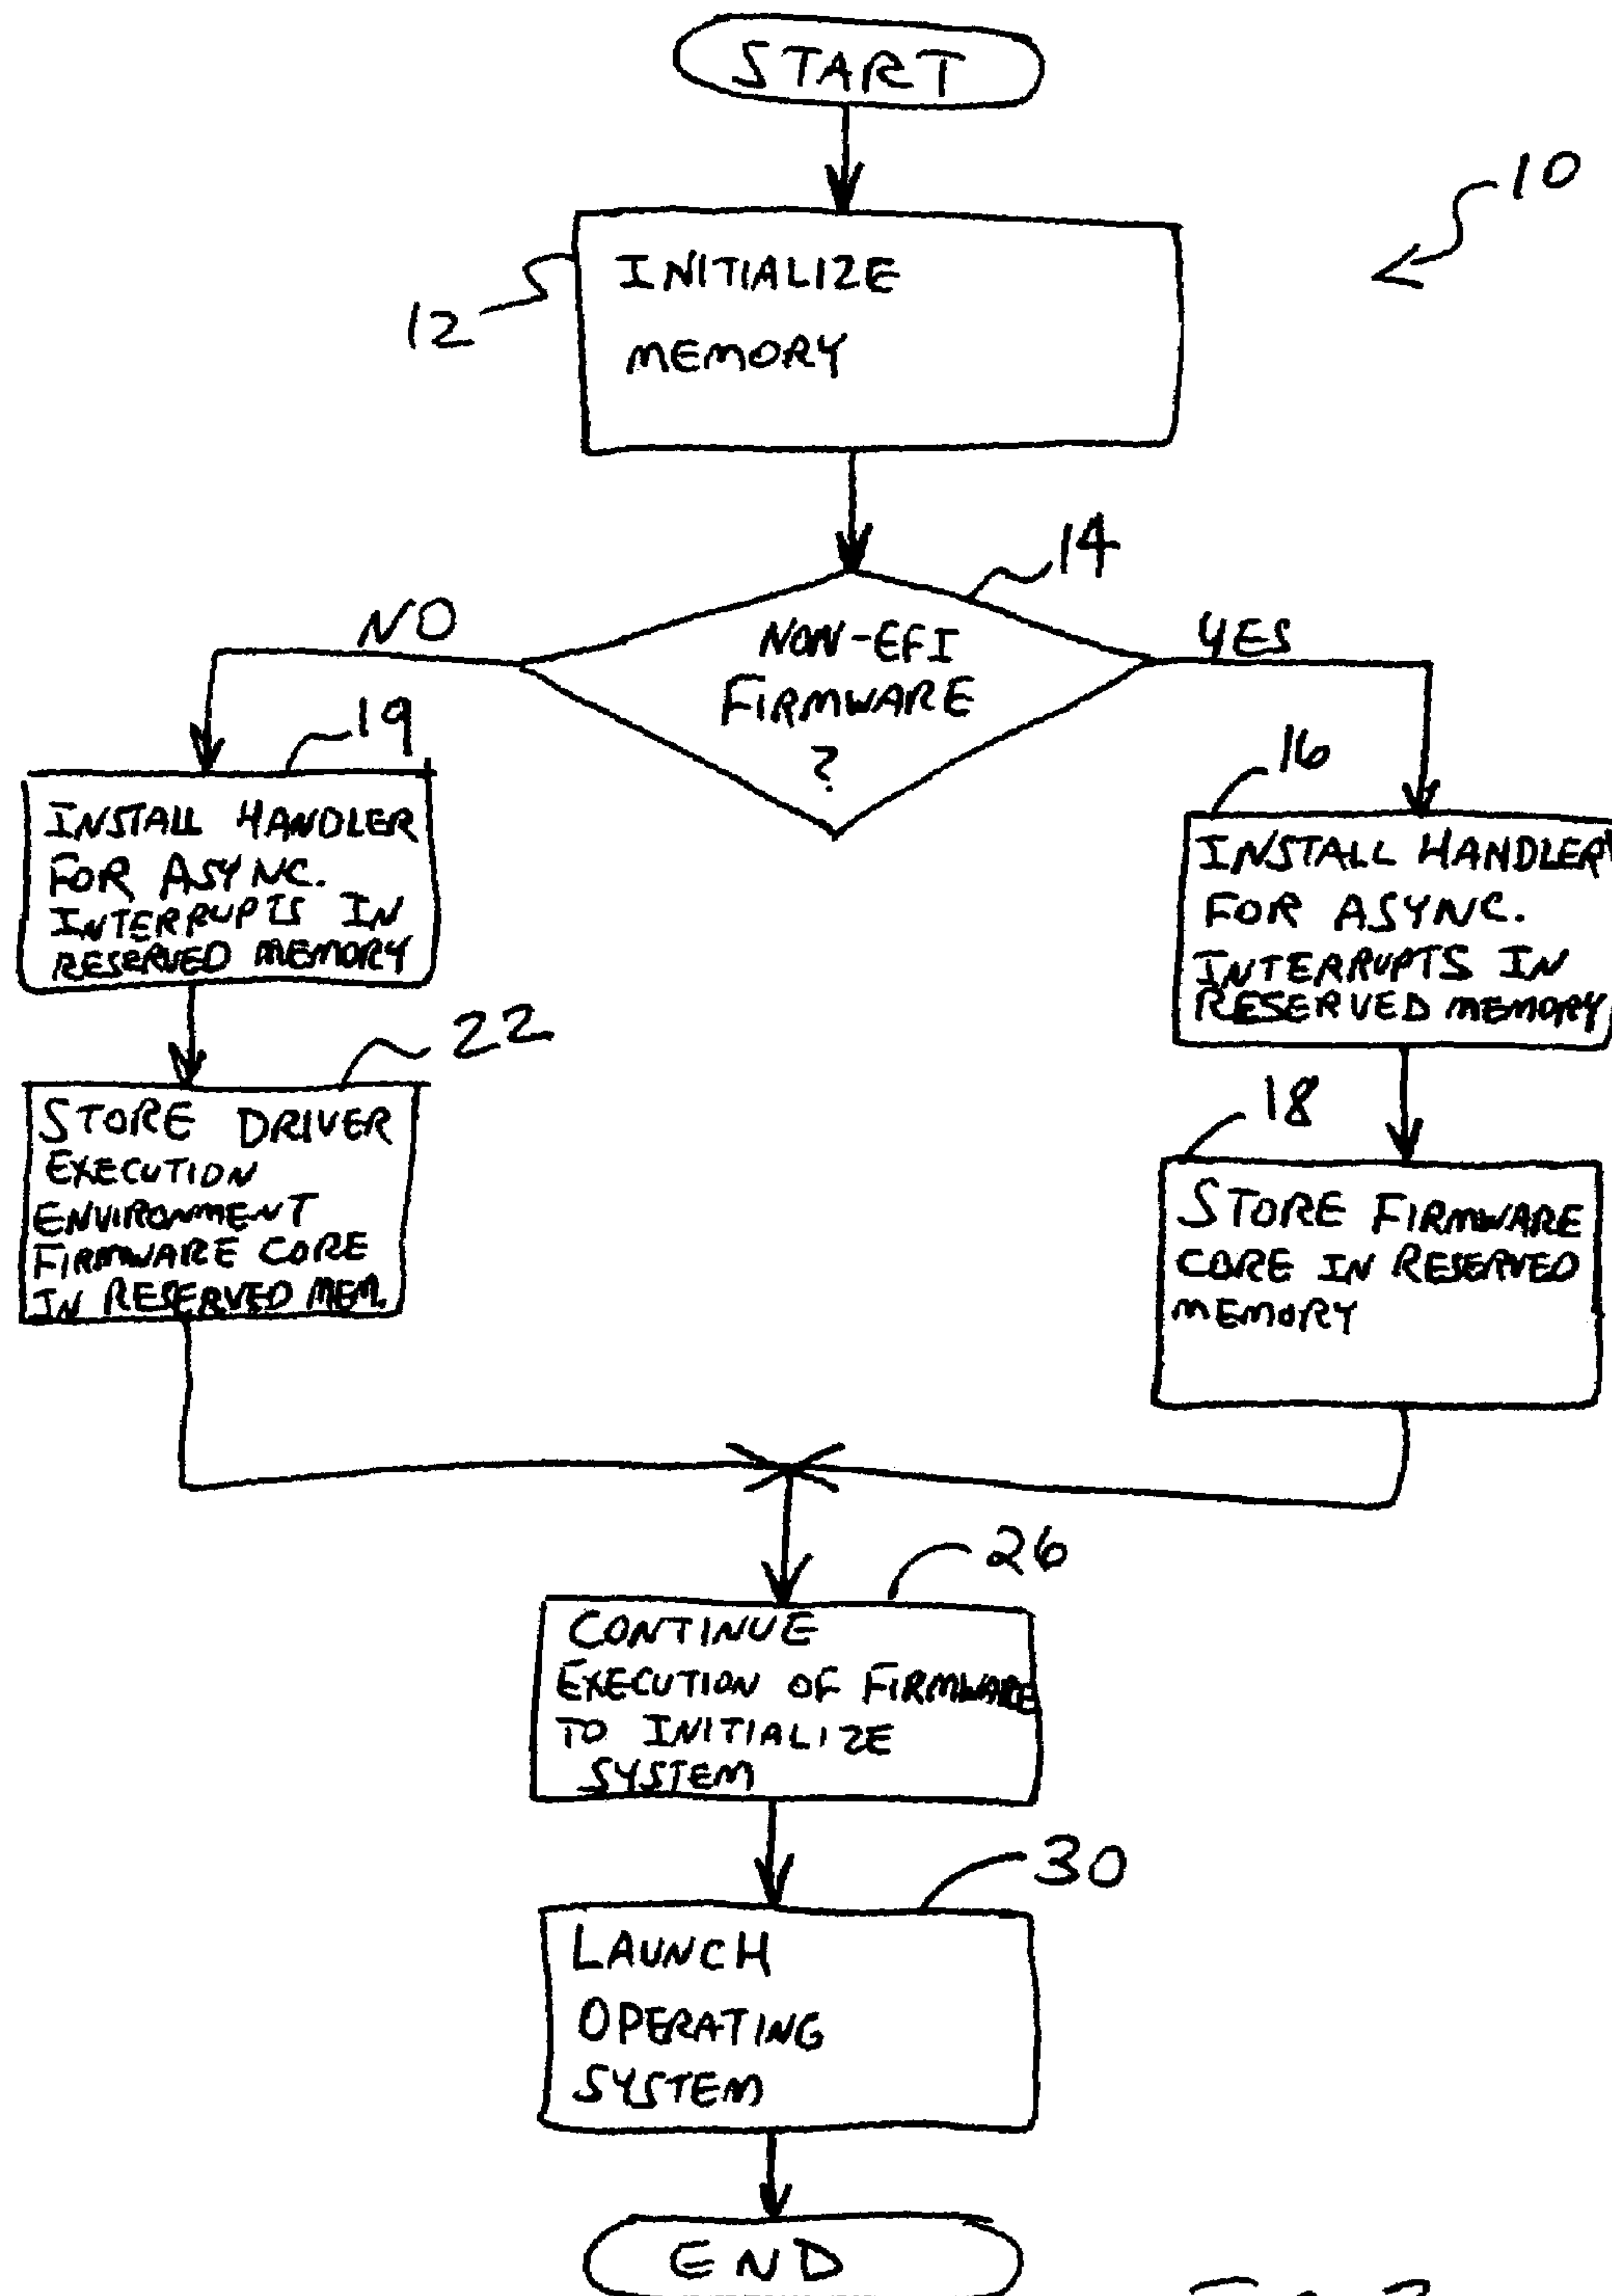 START
10
INITIALIZE
MEMORY
12
14
NO
YES
NON-EFI
FIRMWARE
?
19
INSTALL HANDLER
FOR ASYNC.
INTERRUPTS IN
RESERVED MEMORY
16
INSTALL HANDLER
FOR ASYNC.
INTERRUPTS IN
RESERVED MEMORY
22
STORE DRIVER
EXECUTION
ENVIRONMENT
FIRMWARE CORE
IN RESERVED MEM.
18
STORE FIRMWARE
CORE IN RESERVED
MEMORY
26
CONTINUE
EXECUTION OF FIRMWARE
TO INITIALIZE
SYSTEM
30
LAUNCH
OPERATING
SYSTEM
END